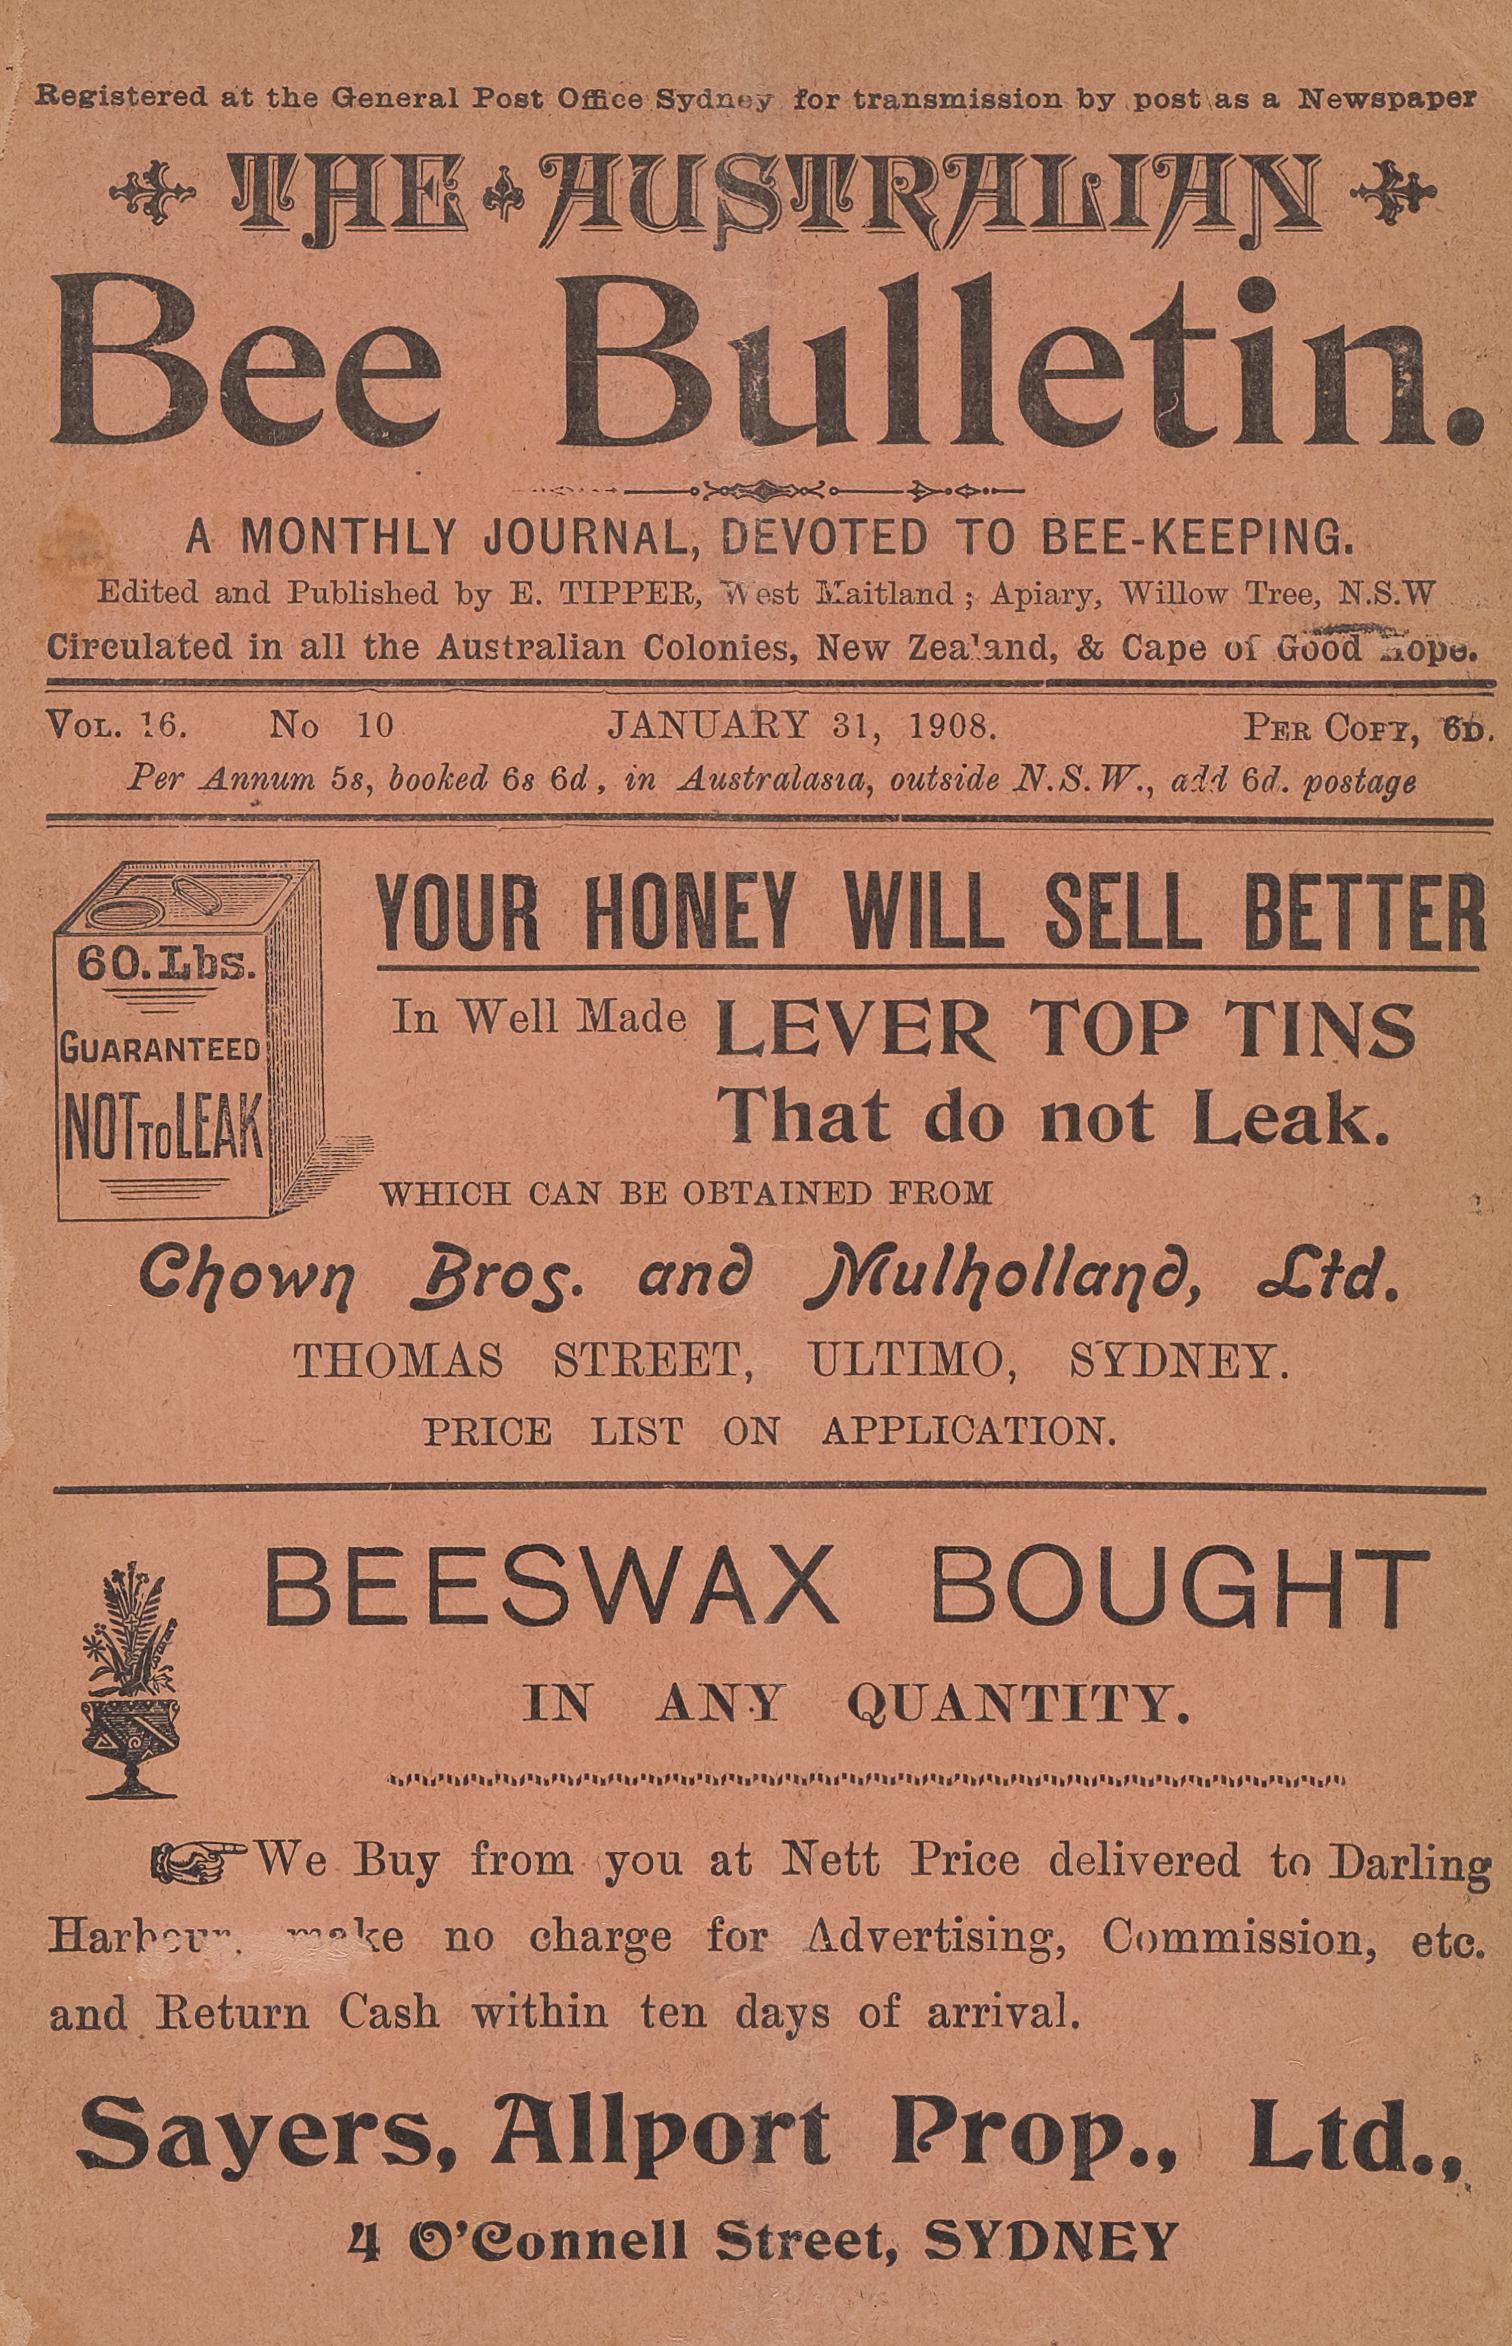 Registered at the General Post Office Sydney for transmission by post as a Newspaper
THE AUSTRALIAN
Bee Bulletin.
A MONTHLY JOURNAL, DEVOTED TO BEE-KEEPING.
Edited and Published by E. TIPPER, West Maitland ; Apiary, Willow Tree, N.S.W
Circulated in all the Australian Colonies, New Zealand, & Cape of Good Hope.
VOL. 16. No 10 JANUARY 31, 1908. PER COPY, 6D.
Per Annum 5s, booked 6s 6d, in Australasia, outside N.S.W., add 6d. postage
60.Lbs.
GUARANTEED
NOT TO LEAK
YOUR HONEY WILL SELL BETTER
In Well Made LEVER TOP TINS
That do not Leak.
WHICH CAN BE OBTAINED FROM
Chown Bros. and Mulholland, Ltd.
THOMAS STREET, ULTIMO, SYDNEY.
PRICE LIST ON APPLICATION.
BEESWAX BOUGHT
IN ANY QUANTITY.
We Buy from you at Nett Price delivered to Darling
Harbour, make no charge for Advertising, Commission, etc.
and Return Cash within ten days of arrival.
Sayers, Allport Prop., Ltd.,
4 O'Connell Street, SYDNEY